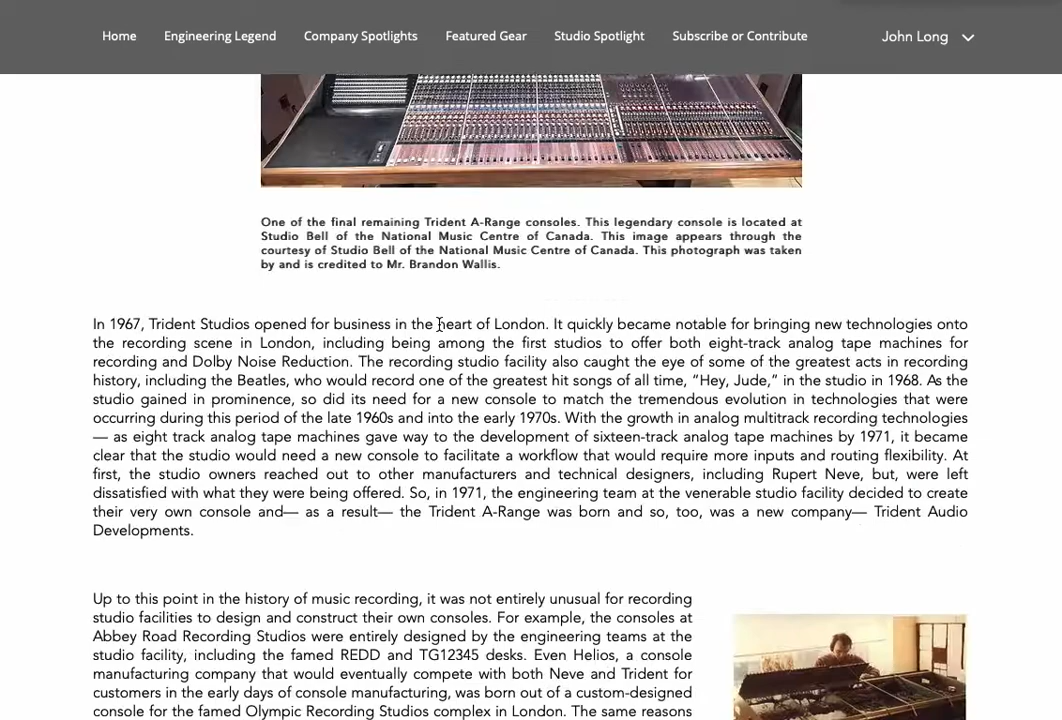 Home Engineering Legend Company Spotlights Featured Gear Studio Spotlight Subscribe or Contribute John Long
One of the final remaining Trident A-Range consoles. This legendary console is located at
Studio Bell of the National Music Centre of Canada. This image appears through the
courtesy of Studio Bell of the National Music Centre of Canada. This photograph was taken
by and is credited to Mr. Brandon Wallis.
In 1967, Trident Studios opened for business in the heart of London. It quickly became notable for bringing new technologies onto
the recording scene in London, including being among the first studios to offer both eight-track analog tape machines for
recording and Dolby Noise Reduction. The recording studio facility also caught the eye of some of the greatest acts in recording
history, including the Beatles, who would record one of the greatest hit songs of all time, “Hey, Jude,” in the studio in 1968. As the
studio gained in prominence, so did its need for a new console to match the tremendous evolution in technologies that were
occurring during this period of the late 1960s and into the early 1970s. With the growth in analog multitrack recording technologies
— as eight track analog tape machines gave way to the development of sixteen-track analog tape machines by 1971, it became
clear that the studio would need a new console to facilitate a workflow that would require more inputs and routing flexibility. At
first, the studio owners reached out to other manufacturers and technical designers, including Rupert Neve, but, were left
dissatisfied with what they were being offered. So, in 1971, the engineering team at the venerable studio facility decided to create
their very own console and— as a result— the Trident A-Range was born and so, too, was a new company— Trident Audio
Developments.
Up to this point in the history of music recording, it was not entirely unusual for recording
studio facilities to design and construct their own consoles. For example, the consoles at
Abbey Road Recording Studios were entirely designed by the engineering teams at the
studio facility, including the famed REDD and TG12345 desks. Even Helios, a console
manufacturing company that would eventually compete with both Neve and Trident for
customers in the early days of console manufacturing, was born out of a custom-designed
console for the famed Olympic Recording Studios complex in London. The same reasons